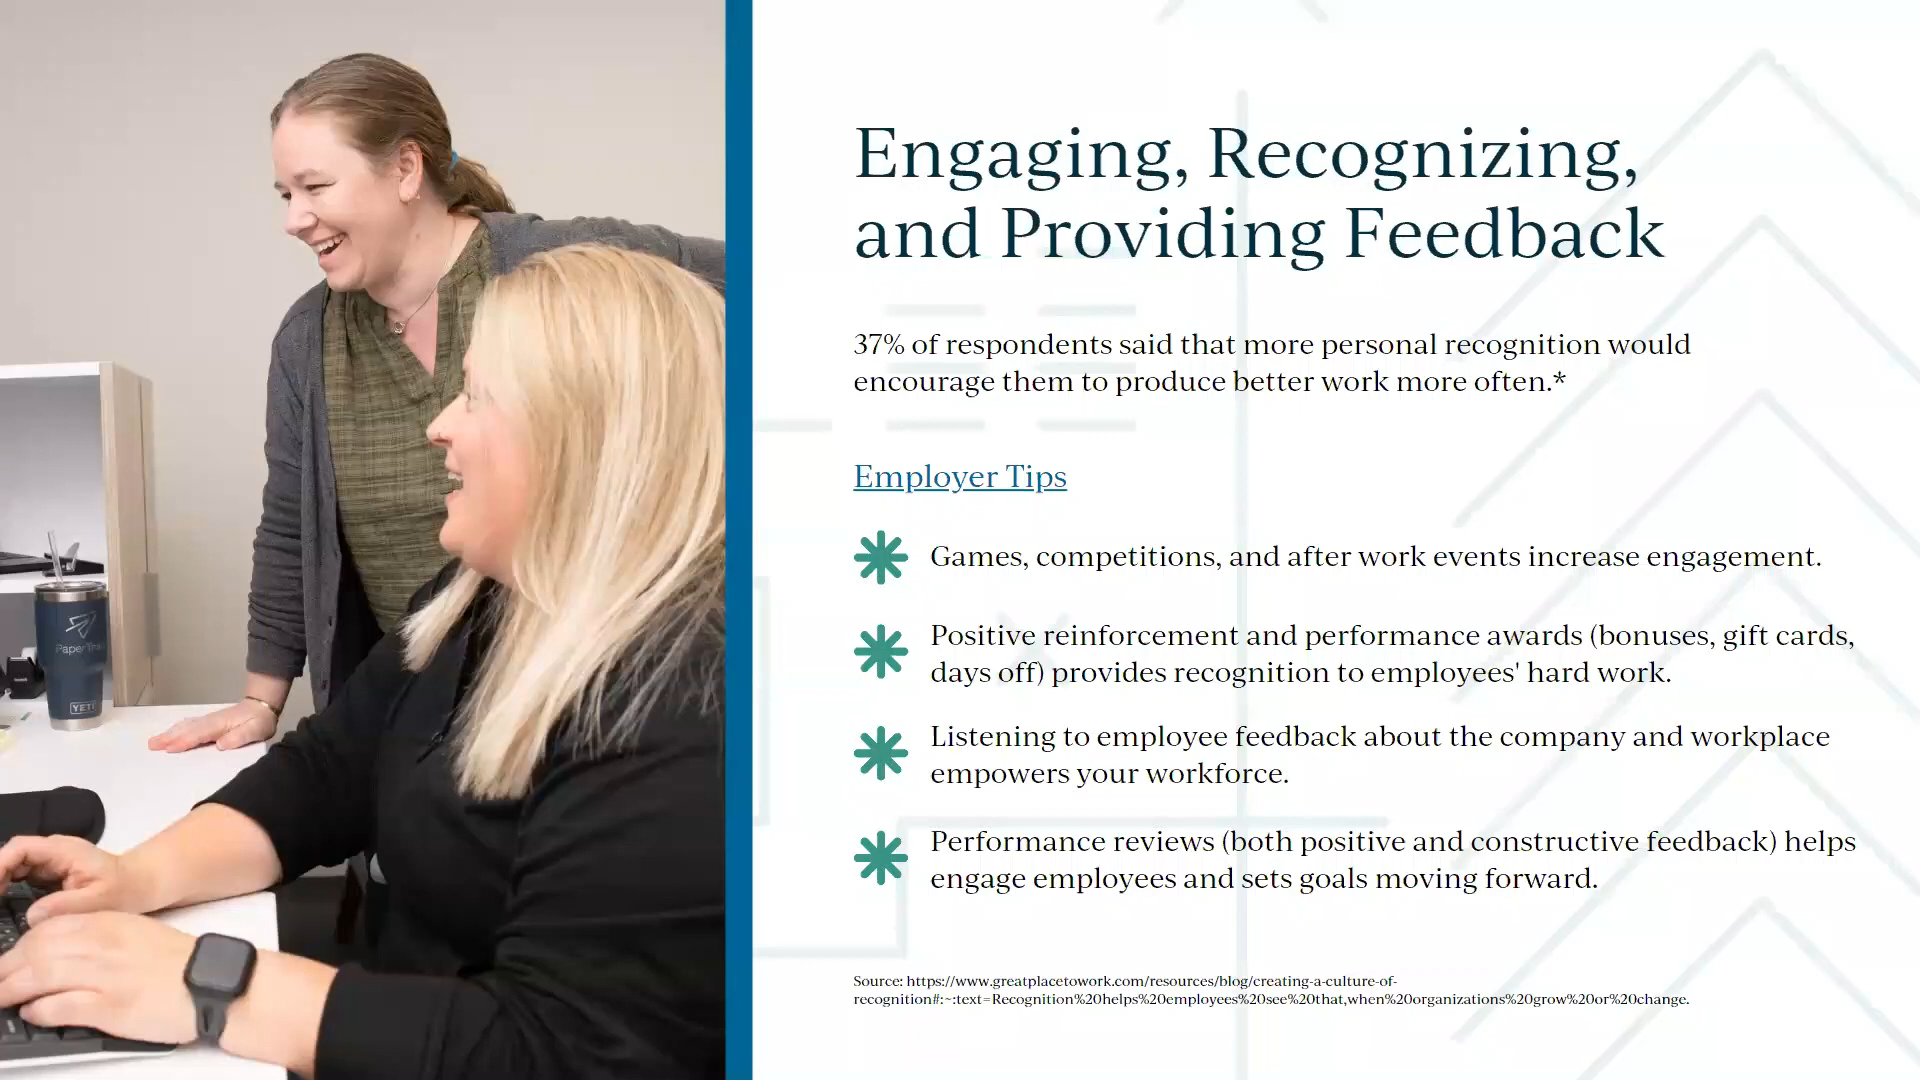 Engaging, Recognizing,
and Providing Feedback
37% of respondents said that more personal recognition would
encourage them to produce better work more often.*
Employer Tips
Games, competitions, and after work events increase engagement.
Positive reinforcement and performance awards (bonuses, gift cards,
days off) provides recognition to employees' hard work.
Listening to employee feedback about the company and workplace
empowers your workforce.
Performance reviews (both positive and constructive feedback) helps
engage employees and sets goals moving forward.
Source: https://www.greatplacetowork.com/resources/blog/creating-a-culture-of-
recognition#:~:text=Recognition%20helps%20employees%20see%20that,when%20organizations%20grow%20or%20change.
YETI